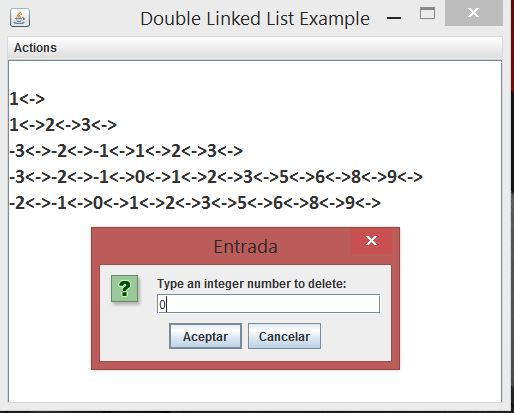 Double Linked List Example
Actions
1<->
1<->2<->3<->
-3<->-2<->-1<->1<->2<->3<->
-3<->-2<->-1<->0<->1<->2<->3<->5<->6<->8<->9<->
-2<->-1<->0<->1<->2<->3<->5<->6<->8<->9<->
Entrada
Type an integer number to delete:
0
Aceptar Cancelar